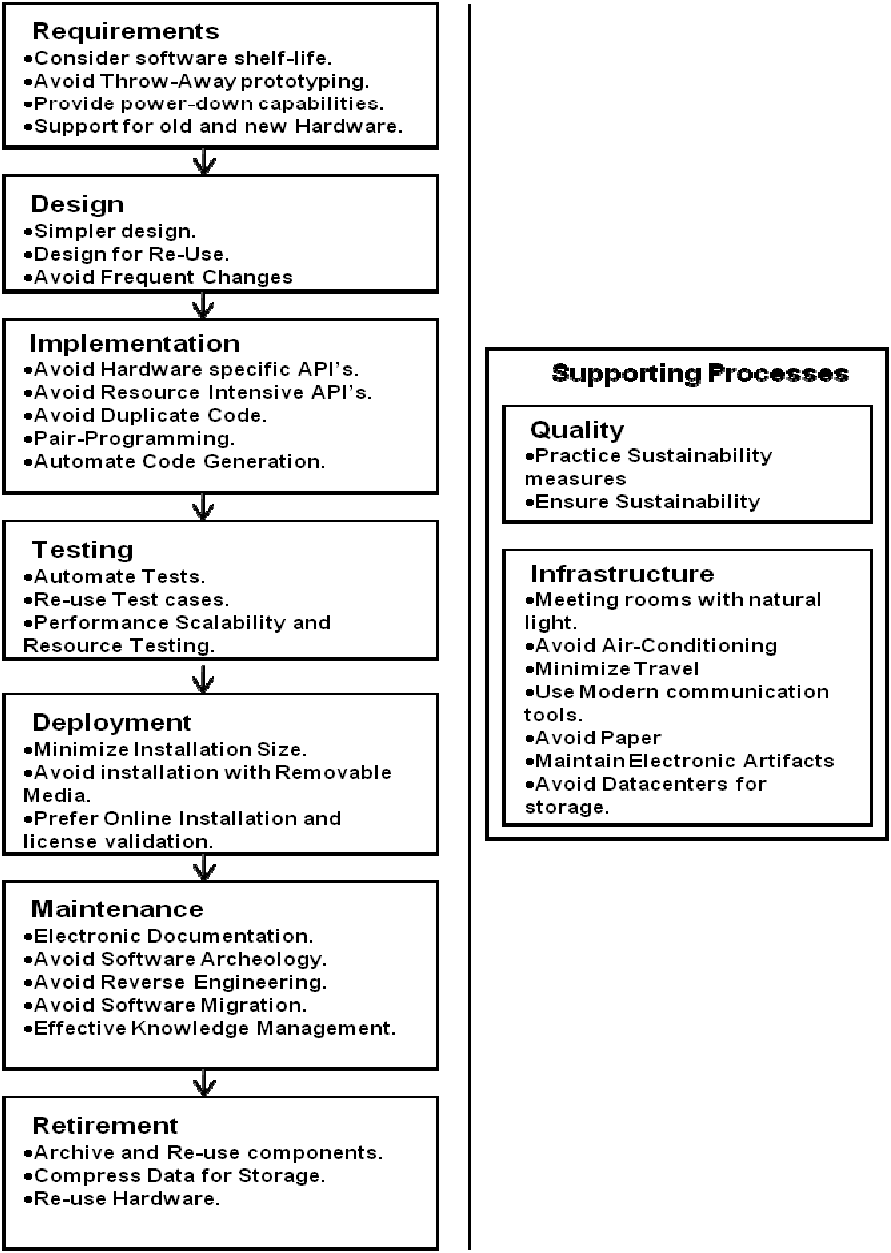 Requirements
•Consider software shelf-life.
•Avoid Throw-Away prototyping.
•Provide power-down capabilities.
•Support for old and new Hardware.
Design
•Simpler design.
•Design for Re-Use.
•Avoid Frequent Changes
Implementation
•Avoid Hardware specific API's.
•Avoid Resource Intensive API's.
•Avoid Duplicate Code.
•Pair-Programming.
•Automate Code Generation.
Testing
•Automate Tests.
•Re-use Test cases.
•Performance Scalability and
Resource Testing.
Deployment
•Minimize Installation Size.
•Avoid installation with Removable
Media.
•Prefer Online Installation and
license validation.
Maintenance
•Electronic Documentation.
•Avoid Software Archeology.
•Avoid Reverse Engineering.
•Avoid Software Migration.
•Effective Knowledge Management.
Retirement
•Archive and Re-use components.
•Compress Data for Storage.
•Re-use Hardware.
Supporting Processes
Quality
•Practice Sustainability
measures
•Ensure Sustainability
Infrastructure
•Meeting rooms with natural
light.
•Avoid Air-Conditioning
•Minimize Travel
•Use Modern communication
tools.
•Avoid Paper
•Maintain Electronic Artifacts
•Avoid Datacenters for
storage.